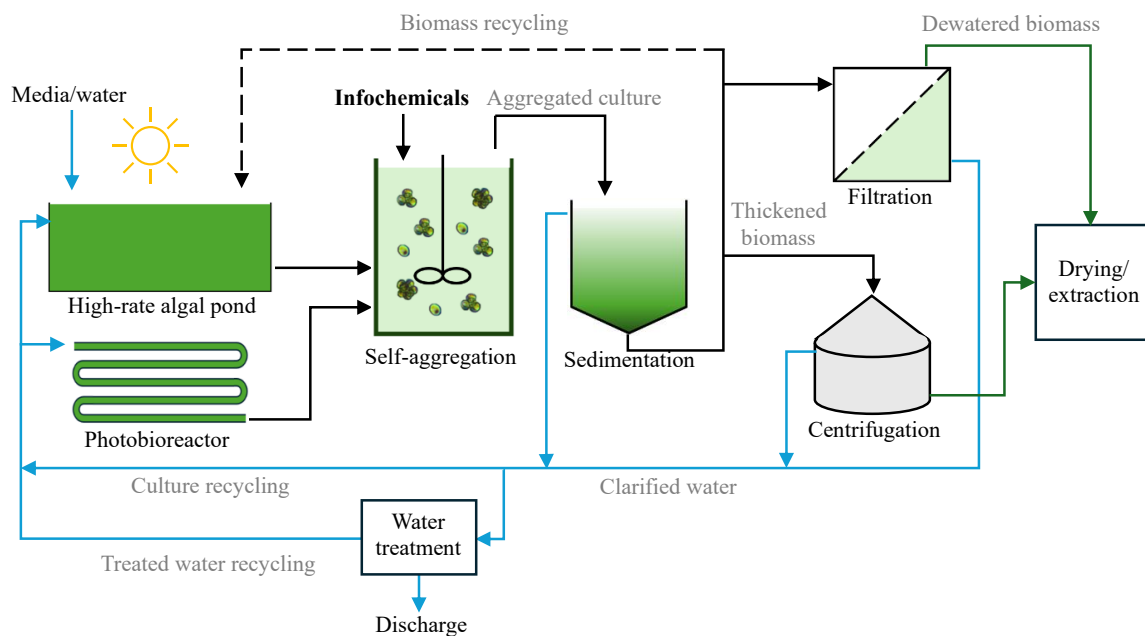 Biomass recycling
Dewatered biomass
Media/water
Infochemicals
Aggregated culture
Filtration
Thickened
biomass
Drying/
extraction
High-rate algal pond
Self-aggregation
Sedimentation
Photobioreactor
Centrifugation
Culture recycling
Clarified water
Water
treatment
Treated water recycling
Discharge